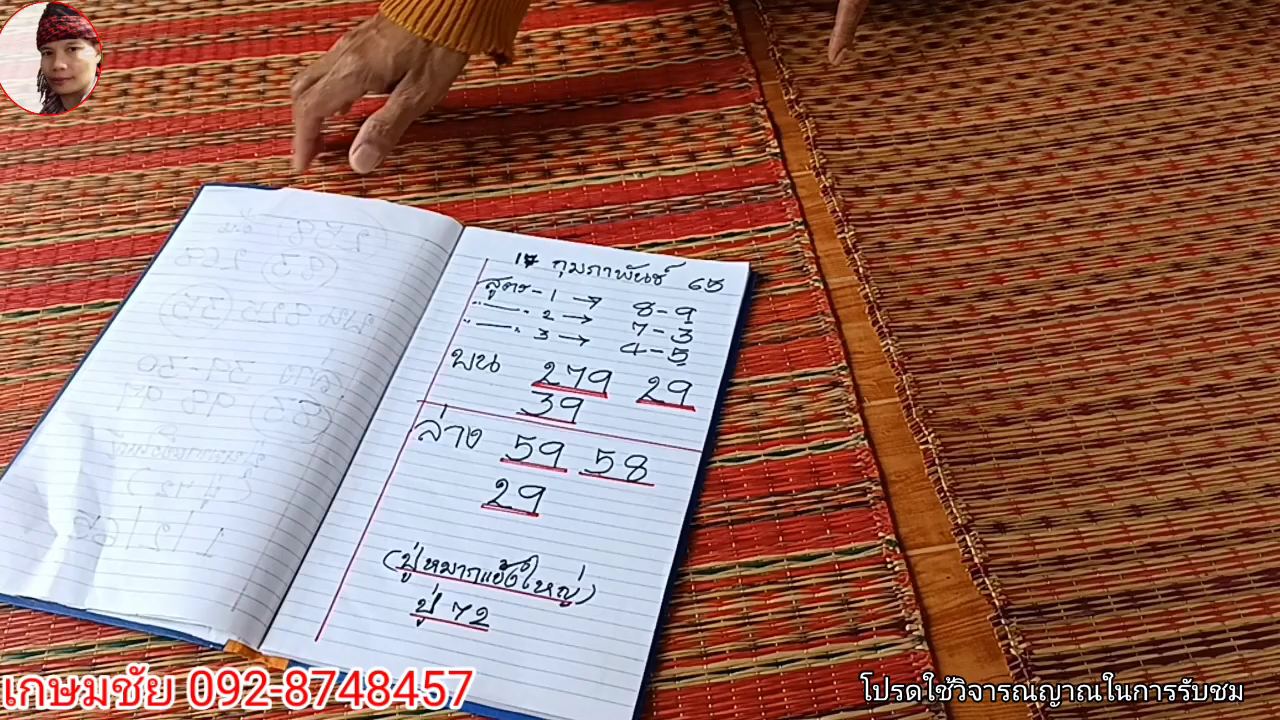 17 กุมภาพันธ์ 65
สูตร-1 → 8-9
" — " 2 → 7-3
" — " 3 → 4-5
บน 279 29
39
ล่าง 59 58
29
(ปู่หมากแข้งใหญ่)
ปู่ 72
เกษมชัย 092-8748457
โปรดใช้วิจารณญาณในการรับชม